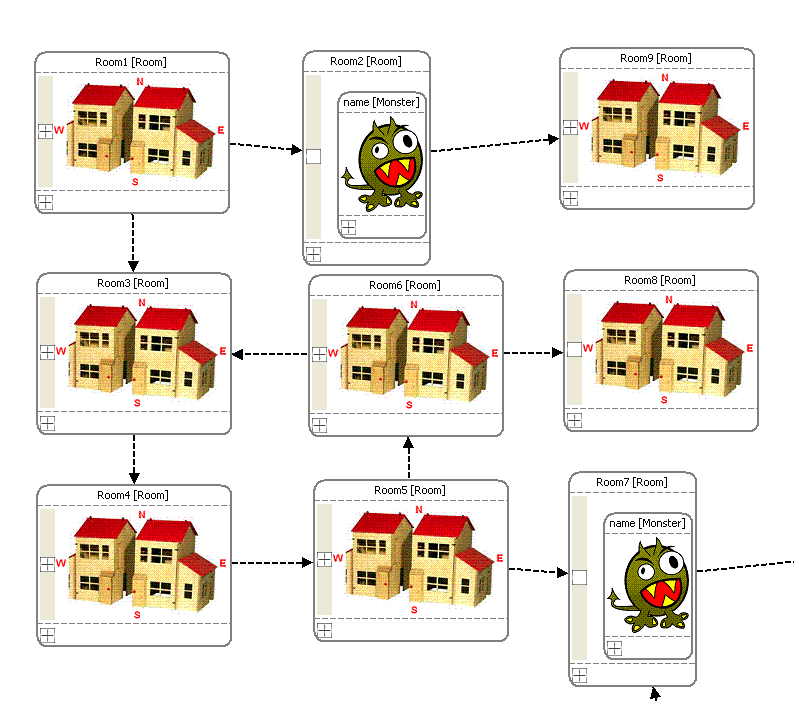 Room1 [Room]
N
W
E
S
Room2 [Room]
name [Monster]
Room9 [Room]
N
W
E
S
Room3 [Room]
N
W
E
S
Room6 [Room]
N
W
E
S
Room8 [Room]
N
W
E
S
Room4 [Room]
N
W
E
S
Room5 [Room]
N
W
E
S
Room7 [Room]
name [Monster]